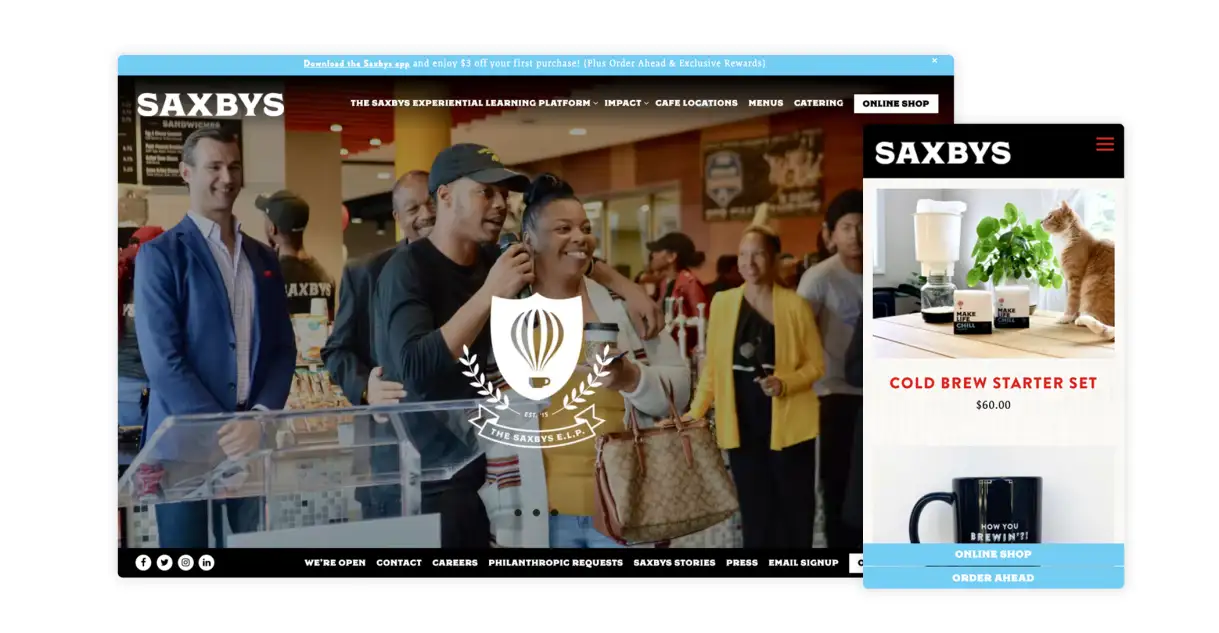 Download the Saxbys app and enjoy $3 off your first purchase! (Plus Order Ahead & Exclusive Rewards)
×
SAXBYS
THE SAXBYS EXPERIENTIAL LEARNING PLATFORM
IMPACT
CAFE LOCATIONS
MENUS
CATERING
ONLINE SHOP
SANDWICHES
SAXBYS
EST. '15
THE SAXBYS E.L.P.
WE'RE OPEN
CONTACT
CAREERS
PHILANTHROPIC REQUESTS
SAXBYS STORIES
PRESS
EMAIL SIGNUP
SAXBYS
MAKE
LIFE
CHILL
MAKE
LIFE
CHILL
COLD BREW STARTER SET
$60.00
HOW YOU
BREWIN'?!
ONLINE SHOP
ORDER AHEAD